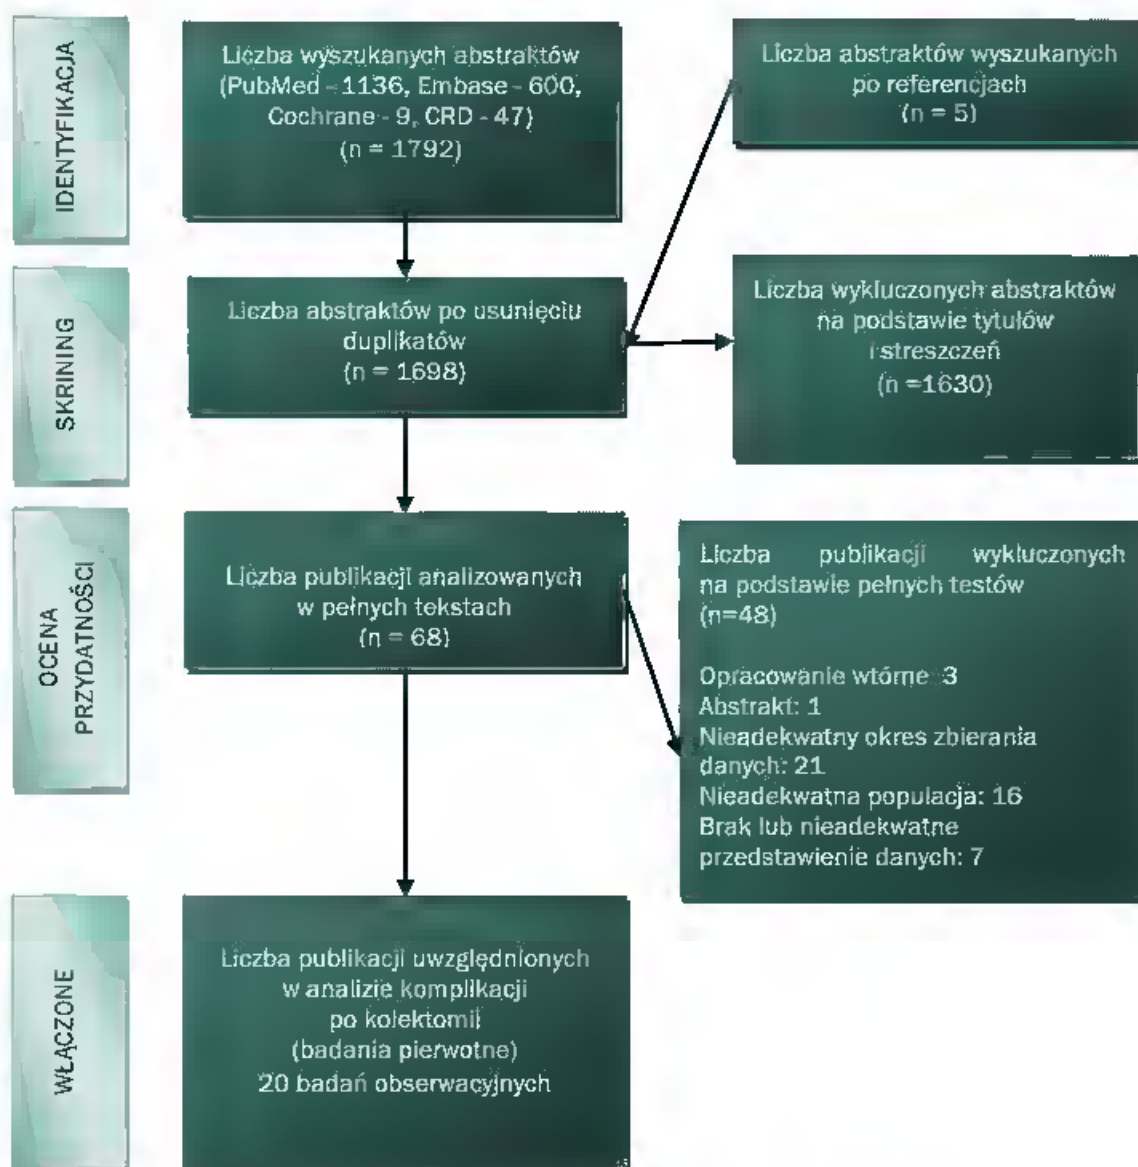 IDENTYFIKACJA
Liczba wyszukanych abstraktów
(PubMed - 1136, Embase - 600,
Cochrane - 9, CRD - 47)
(n = 1792)
Liczba abstraktów wyszukanych
po referencjach
(n = 5)
SKRINING
Liczba abstraktów po usunięciu
duplikatów
(n = 1698)
Liczba wykluczonych abstraktów
na podstawie tytułów
i streszczeń
(n =1630)
OCENA
PRZYDATNOŚCI
Liczba publikacji analizowanych
w pełnych tekstach
(n = 68)
Liczba publikacji wykluczonych
na podstawie pełnych testów
(n=48)
Opracowanie wtórne: 3
Abstrakt: 1
Nieadekwatny okres zbierania
danych: 21
Nieadekwatna populacja: 16
Brak lub nieadekwatne
przedstawienie danych: 7
WŁĄCZONE
Liczba publikacji uwzględnionych
w analizie komplikacji
po kolektomii
(badania pierwotne)
20 badań obserwacyjnych